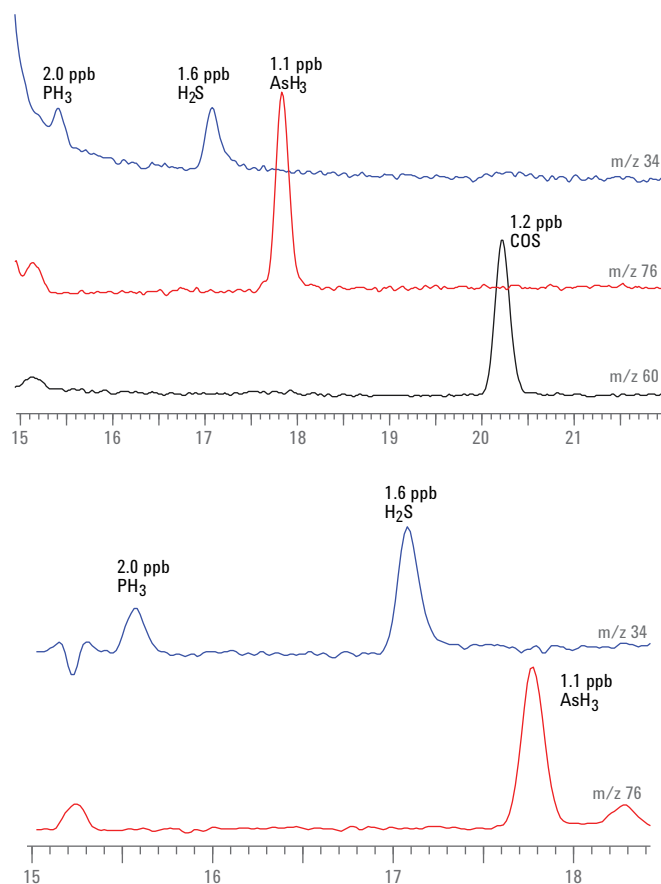 2.0 ppb
PH₃
1.6 ppb
H₂S
1.1 ppb
AsH₃
m/z 34
1.2 ppb
COS
m/z 76
m/z 60
15 16 17 18 19 20 21
1.6 ppb
H₂S
2.0 ppb
PH₃
m/z 34
1.1 ppb
AsH₃
m/z 76
15 16 17 18